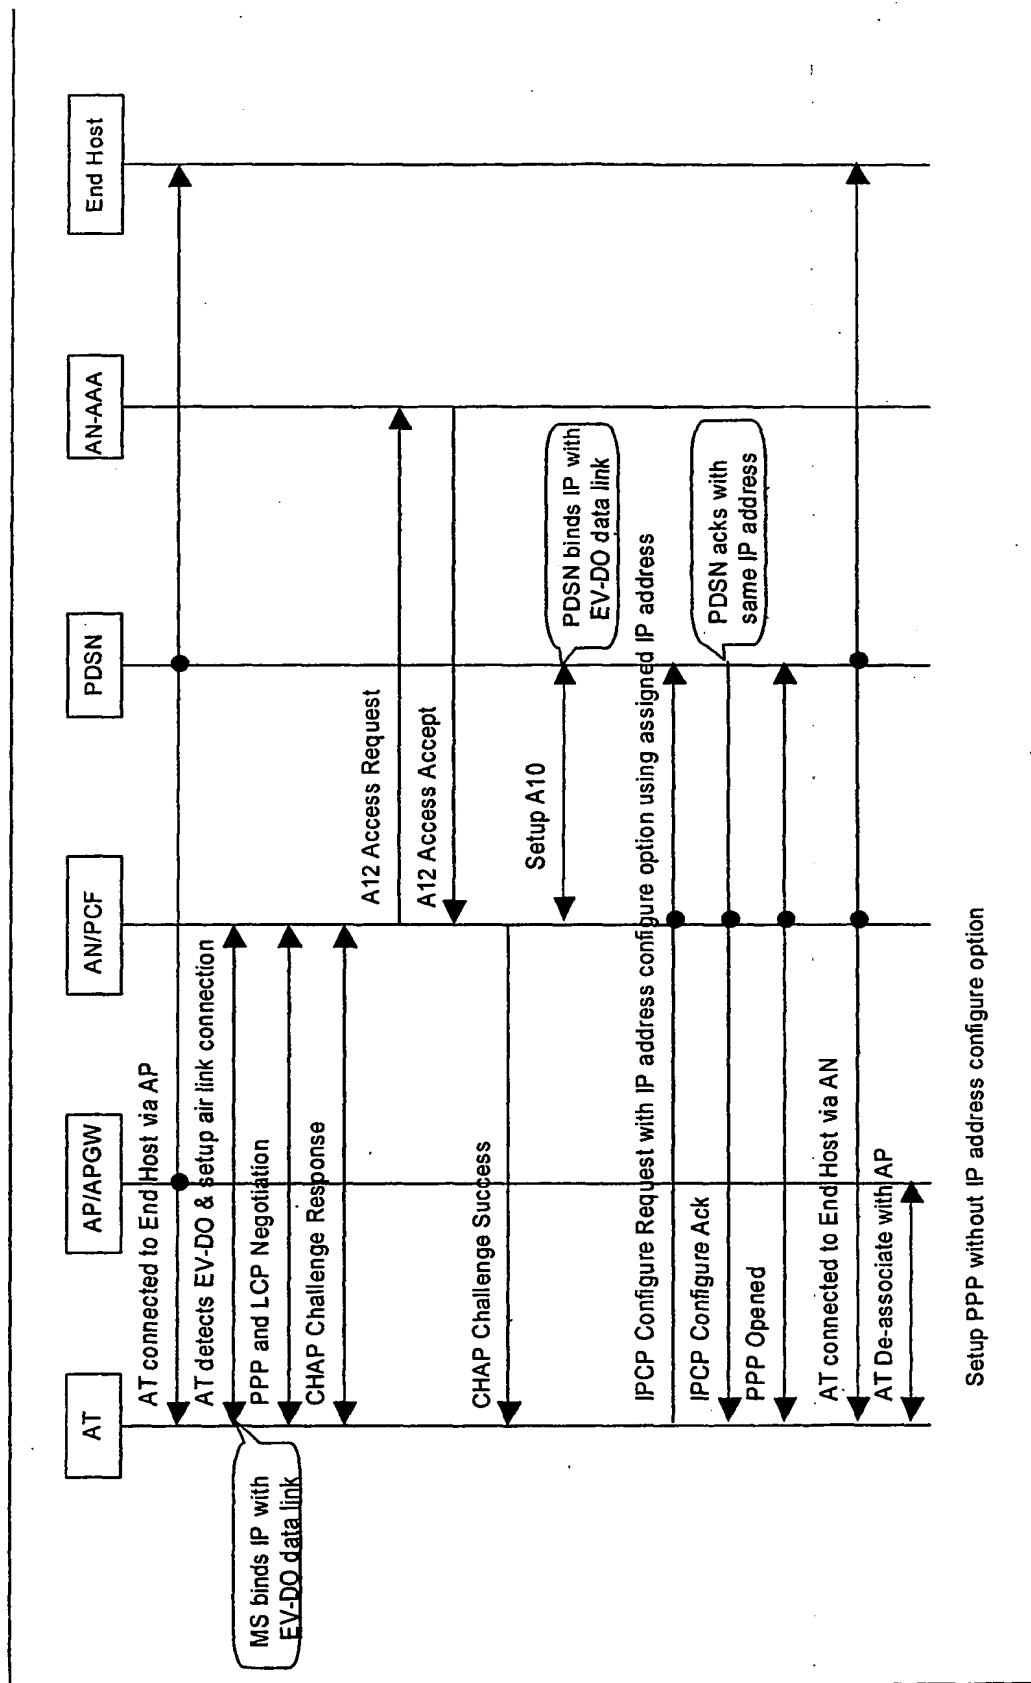 AT
AP/APGW
AN/PCF
PDSN
AN-AAA
End Host
AT connected to End Host via AP
AT detects EV-DO & setup air link connection
MS binds IP with
EV-DO data link
PPP and LCP Negotiation
CHAP Challenge Response
A12 Access Request
A12 Access Accept
CHAP Challenge Success
Setup A10
PDSN binds IP with
EV-DO data link
IPCP Configure Request with IP address configure option using assigned IP address
IPCP Configure Ack
PDSN acks with
same IP address
PPP Opened
AT connected to End Host via AN
AT De-associate with AP
Setup PPP without IP address configure option